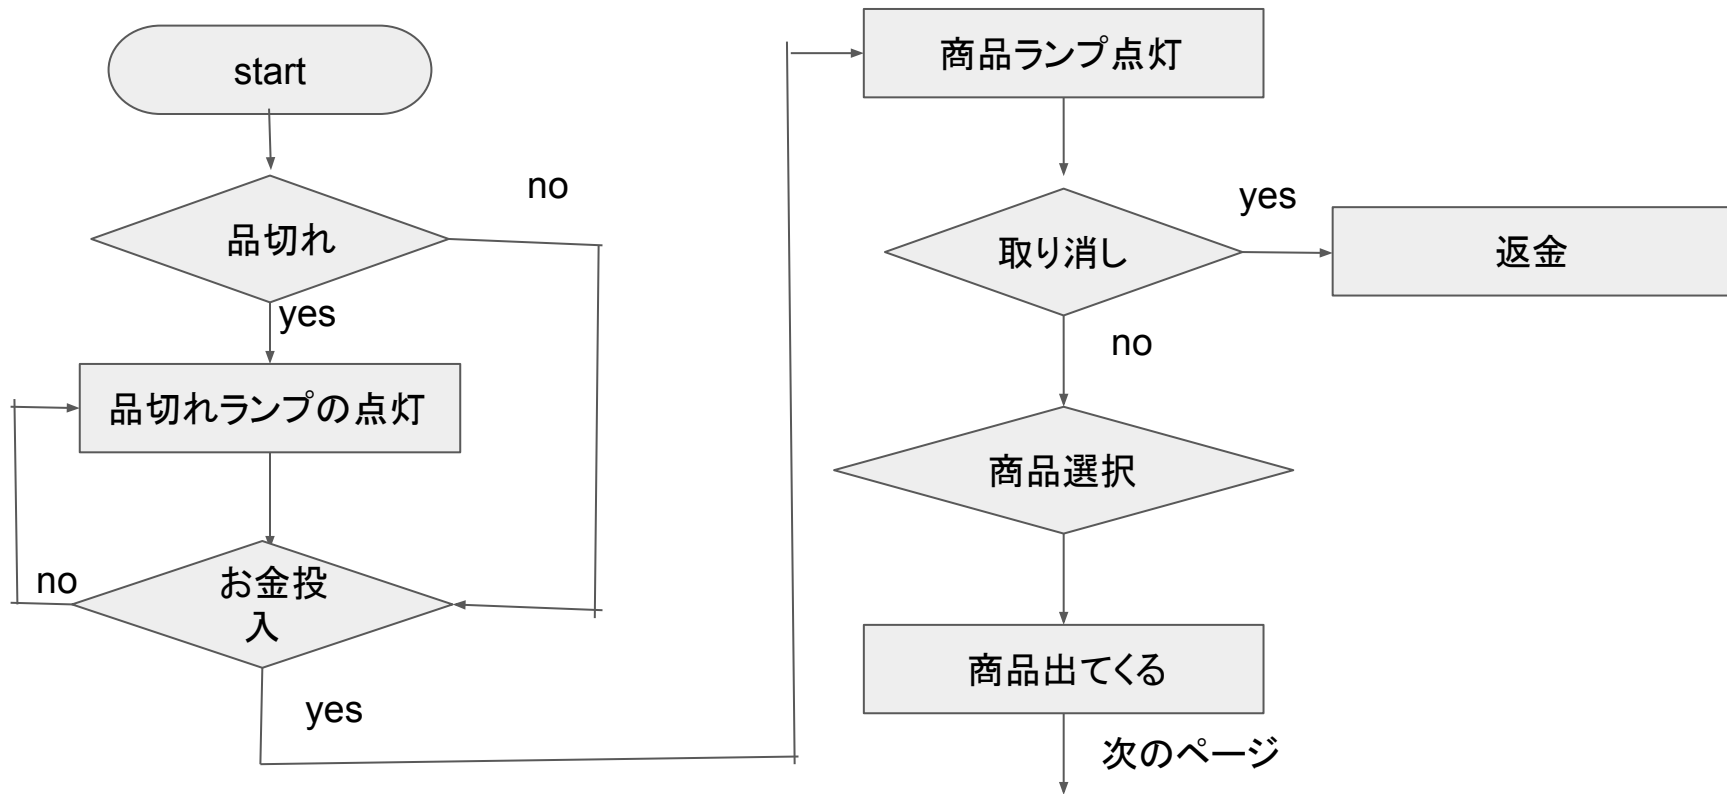 start
品切れ
no
yes
品切れランプの点灯
お金投
入
no
yes
商品ランプ点灯
取り消し
yes
返金
no
商品選択
商品出てくる
次のページ